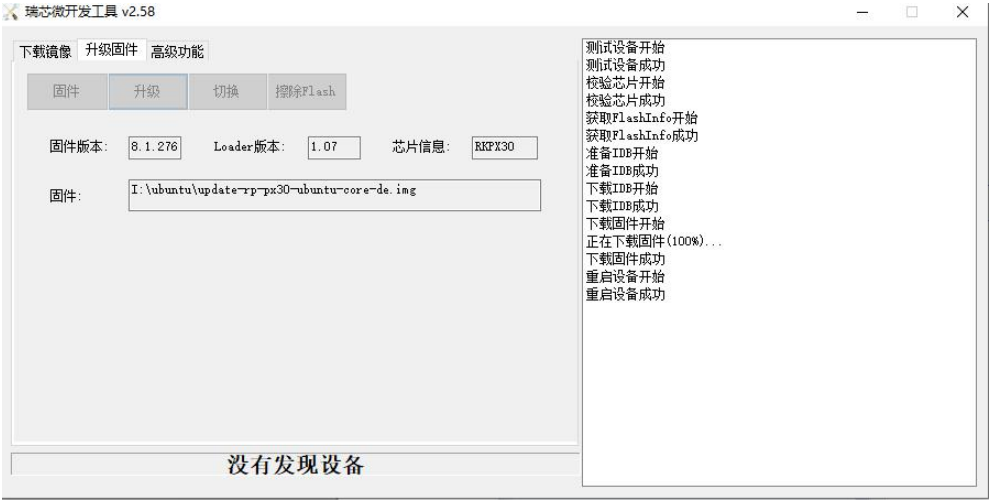 瑞芯微开发工具 v2.58
下载镜像 升级固件 高级功能
固件 升级 切换 擦除Flash
固件版本: 8.1.276 Loader版本: 1.07 芯片信息: RKPX30
固件: I:\ubuntu\update-rp-px30-ubuntu-core-de.img
没有发现设备
测试设备开始
测试设备成功
校验芯片开始
校验芯片成功
获取FlashInfo开始
获取FlashInfo成功
准备IDB开始
准备IDB成功
下载IDB开始
下载IDB成功
下载固件开始
正在下载固件(100%)...
下载固件成功
重启设备开始
重启设备成功